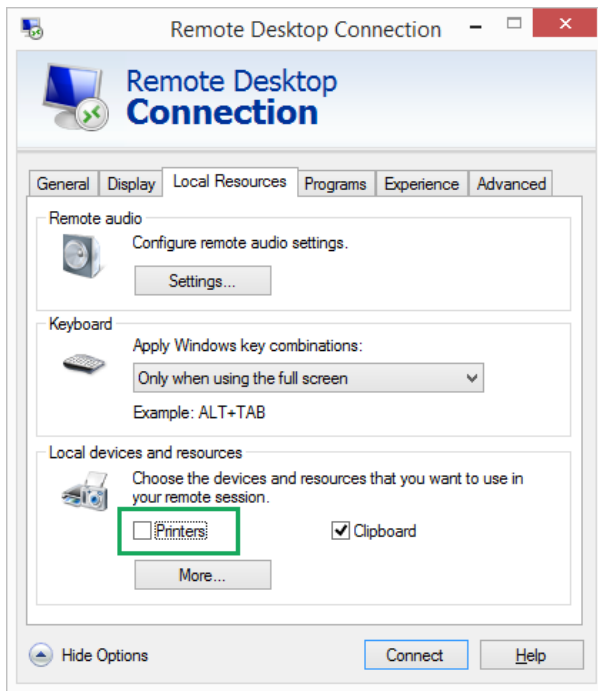 Remote Desktop Connection
Remote Desktop
Connection
General Display Local Resources Programs Experience Advanced
Remote audio
Configure remote audio settings.
Settings...
Keyboard
Apply Windows key combinations:
Only when using the full screen
Example: ALT+TAB
Local devices and resources
Choose the devices and resources that you want to use in
your remote session.
Printers Clipboard
More...
Hide Options Connect Help